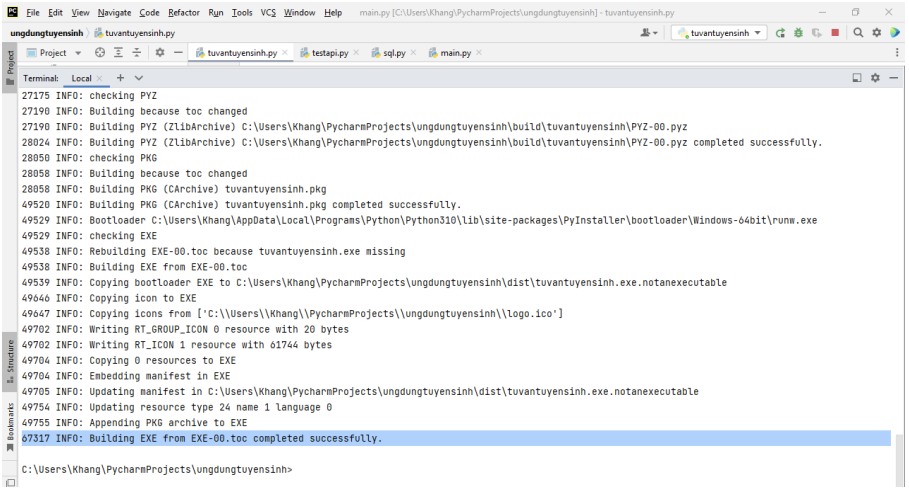 File Edit View Navigate Code Refactor Run Tools VCS Window Help main.py [C:\Users\Khang\PycharmProjects\ungdungtuyensinh] - tuvantuyensinh.py
ungdungtuyensinh tuvantuyensinh.py tuvantuyensinh
Project tuvantuyensinh.py testapi.py sql.py main.py
Project
Terminal: Local
27175 INFO: checking PYZ
27190 INFO: Building because toc changed
27190 INFO: Building PYZ (ZlibArchive) C:\Users\Khang\PycharmProjects\ungdungtuyensinh\build\tuvantuyensinh\PYZ-00.pyz
28024 INFO: Building PYZ (ZlibArchive) C:\Users\Khang\PycharmProjects\ungdungtuyensinh\build\tuvantuyensinh\PYZ-00.pyz completed successfully.
28050 INFO: checking PKG
28058 INFO: Building because toc changed
28058 INFO: Building PKG (CArchive) tuvantuyensinh.pkg
49520 INFO: Building PKG (CArchive) tuvantuyensinh.pkg completed successfully.
49529 INFO: Bootloader C:\Users\Khang\AppData\Local\Programs\Python\Python310\lib\site-packages\PyInstaller\bootloader\Windows-64bit\runw.exe
49529 INFO: checking EXE
49538 INFO: Rebuilding EXE-00.toc because tuvantuyensinh.exe missing
49538 INFO: Building EXE from EXE-00.toc
49539 INFO: Copying bootloader EXE to C:\Users\Khang\PycharmProjects\ungdungtuyensinh\dist\tuvantuyensinh.exe.notanexecutable
49646 INFO: Copying icon to EXE
49647 INFO: Copying icons from ['C:\\Users\\Khang\\PycharmProjects\\ungdungtuyensinh\\logo.ico']
49702 INFO: Writing RT_GROUP_ICON 0 resource with 20 bytes
49702 INFO: Writing RT_ICON 1 resource with 61744 bytes
49704 INFO: Copying 0 resources to EXE
49704 INFO: Embedding manifest in EXE
49705 INFO: Updating manifest in C:\Users\Khang\PycharmProjects\ungdungtuyensinh\dist\tuvantuyensinh.exe.notanexecutable
49754 INFO: Updating resource type 24 name 1 language 0
49755 INFO: Appending PKG archive to EXE
67317 INFO: Building EXE from EXE-00.toc completed successfully.
C:\Users\Khang\PycharmProjects\ungdungtuyensinh>
Structure
Bookmarks